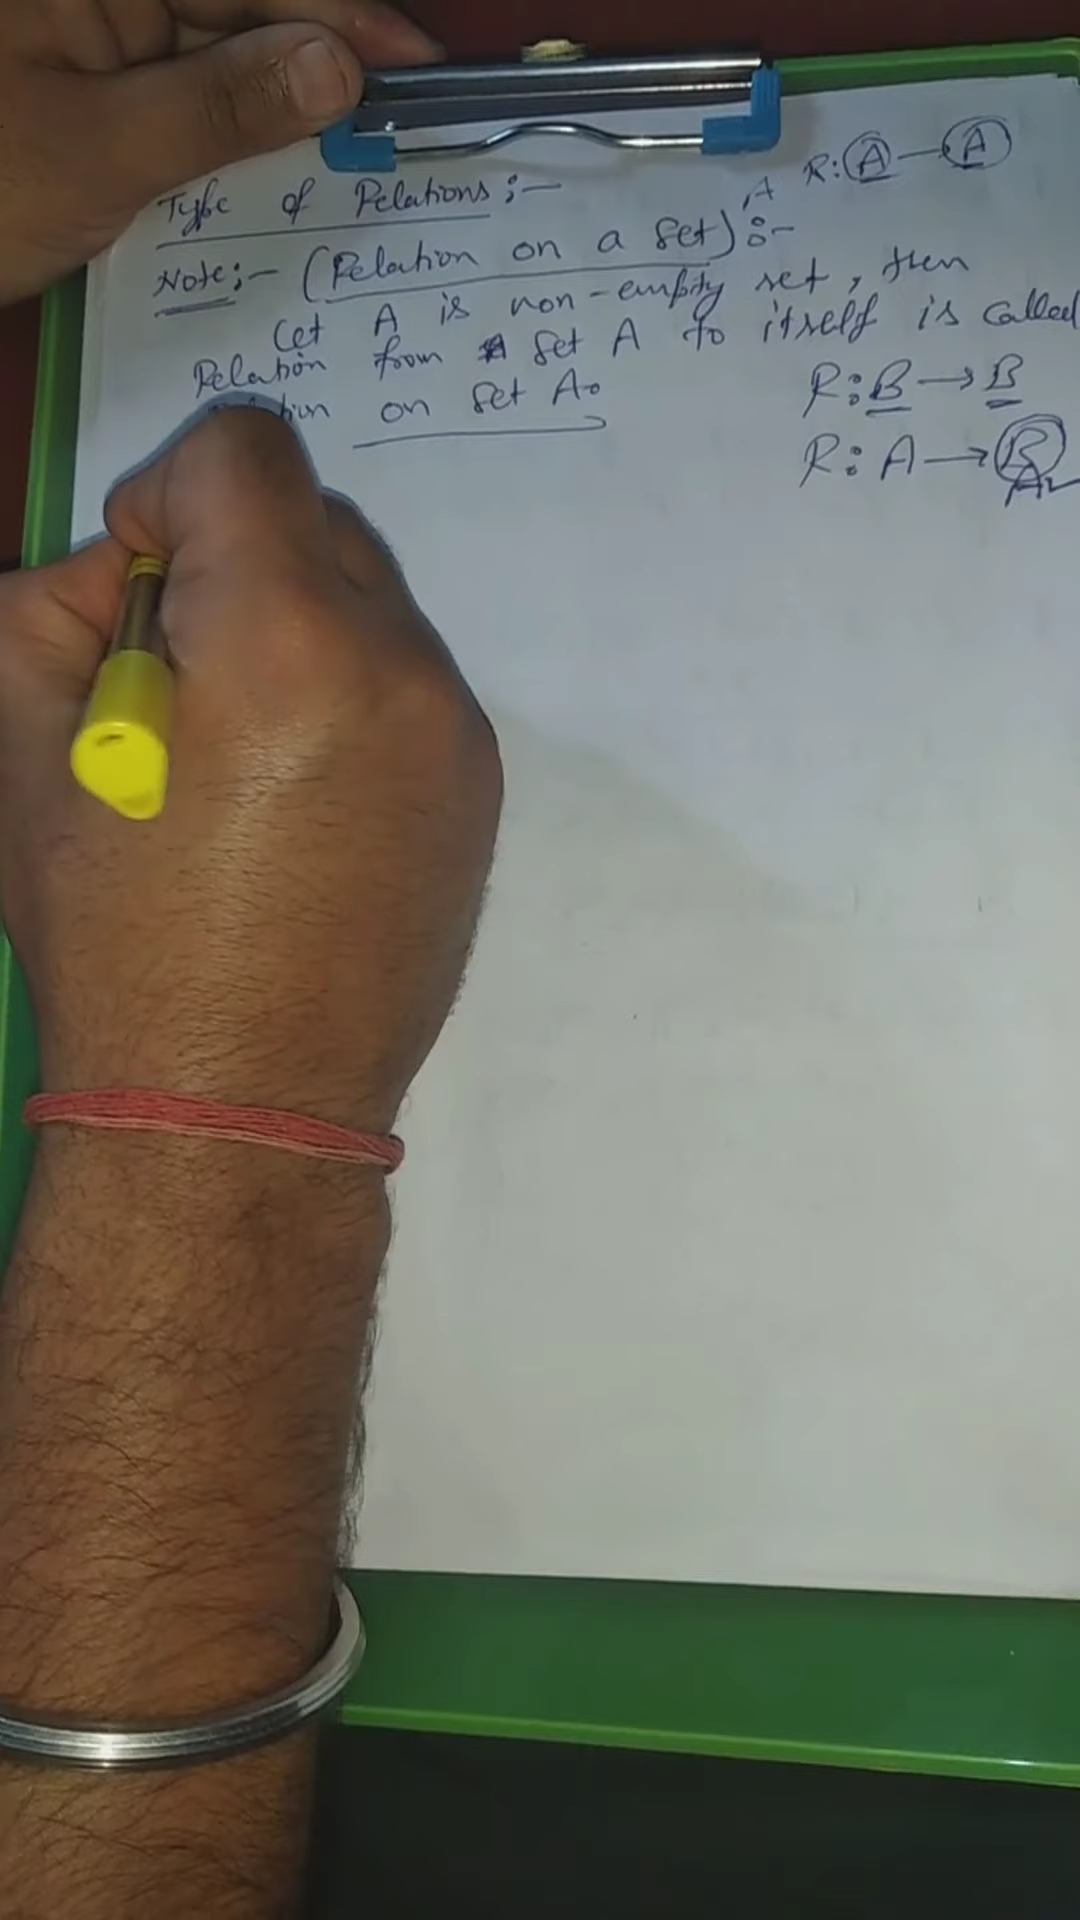 R: A → A
Type of Relations :-
Note :- (Relation on a set) A :-
Let A is non-empty set, then
Relation from set A to itself is called
on set A.
R: B → B
R: A → B
A